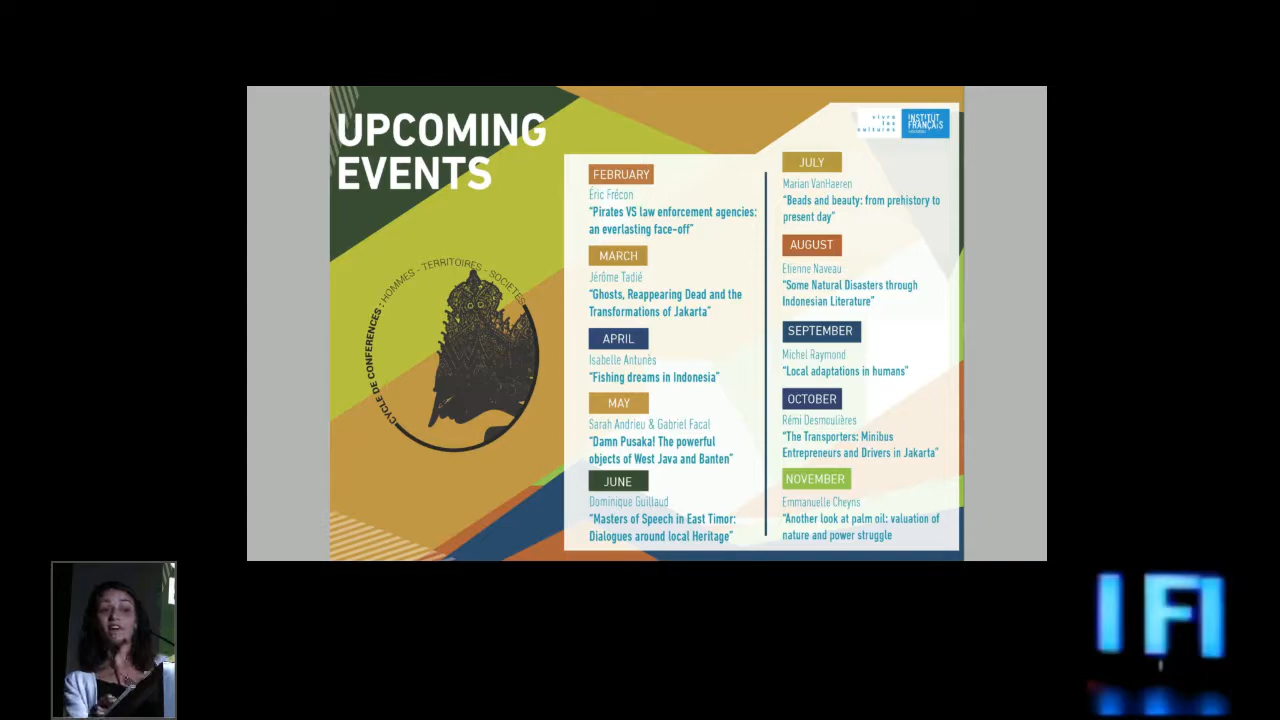 UPCOMING
EVENTS
CYCLE DE CONFERENCES : HOMMES - TERRITOIRES - SOCIETES
FEBRUARY
Éric Frécon
“Pirates VS law enforcement agencies:
an everlasting face-off”
MARCH
Jérôme Tadié
“Ghosts, Reappearing Dead and the
Transformations of Jakarta”
APRIL
Isabelle Antunès
“Fishing dreams in Indonesia”
MAY
Sarah Andrieu & Gabriel Facal
“Damn Pusaka! The powerful
objects of West Java and Banten”
JUNE
Dominique Guillaud
“Masters of Speech in East Timor:
Dialogues around local Heritage”
vivre
les
cultures
INSTITUT
FRANÇAIS
JULY
Marian VanHaeren
“Beads and beauty: from prehistory to
present day”
AUGUST
Etienne Naveau
“Some Natural Disasters through
Indonesian Literature”
SEPTEMBER
Michel Raymond
“Local adaptations in humans”
OCTOBER
Rémi Desmoulières
“The Transporters: Minibus
Entrepreneurs and Drivers in Jakarta”
NOVEMBER
Emmanuelle Cheyns
“Another look at palm oil: valuation of
nature and power struggle
IFI